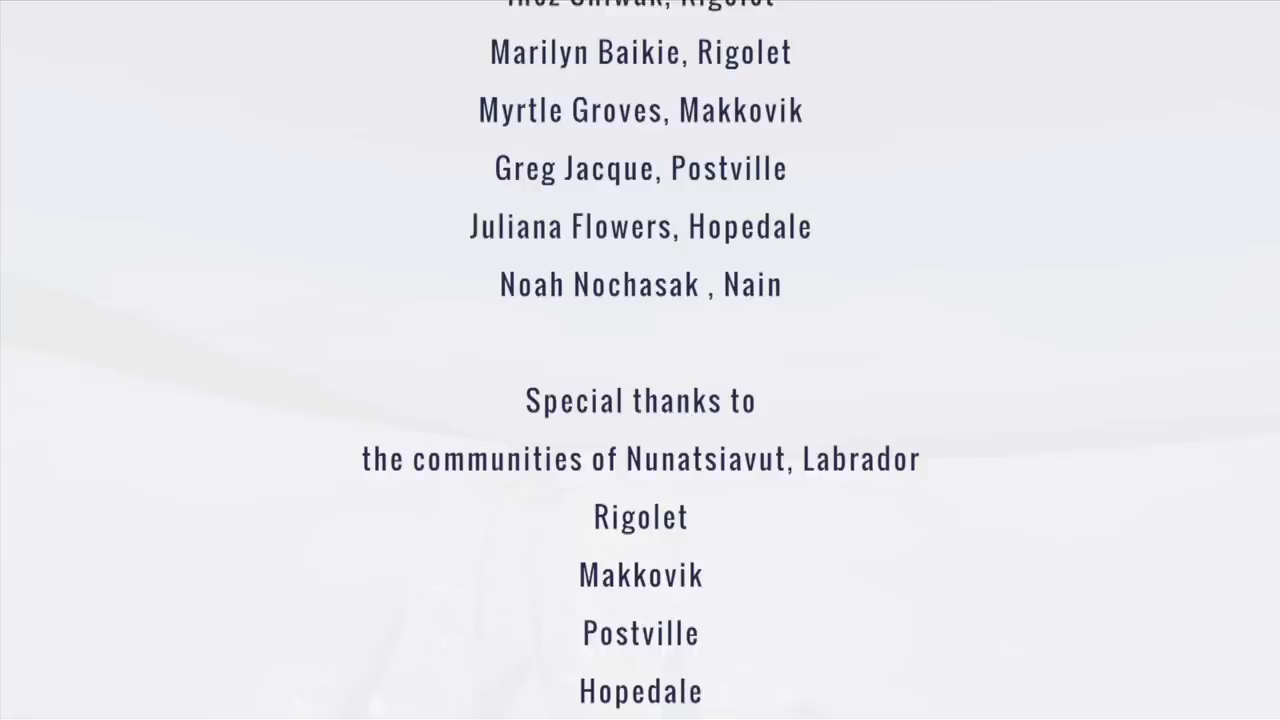 Rigolet
Marilyn Baikie, Rigolet
Myrtle Groves, Makkovik
Greg Jacque, Postville
Juliana Flowers, Hopedale
Noah Nochasak , Nain
Special thanks to
the communities of Nunatsiavut, Labrador
Rigolet
Makkovik
Postville
Hopedale